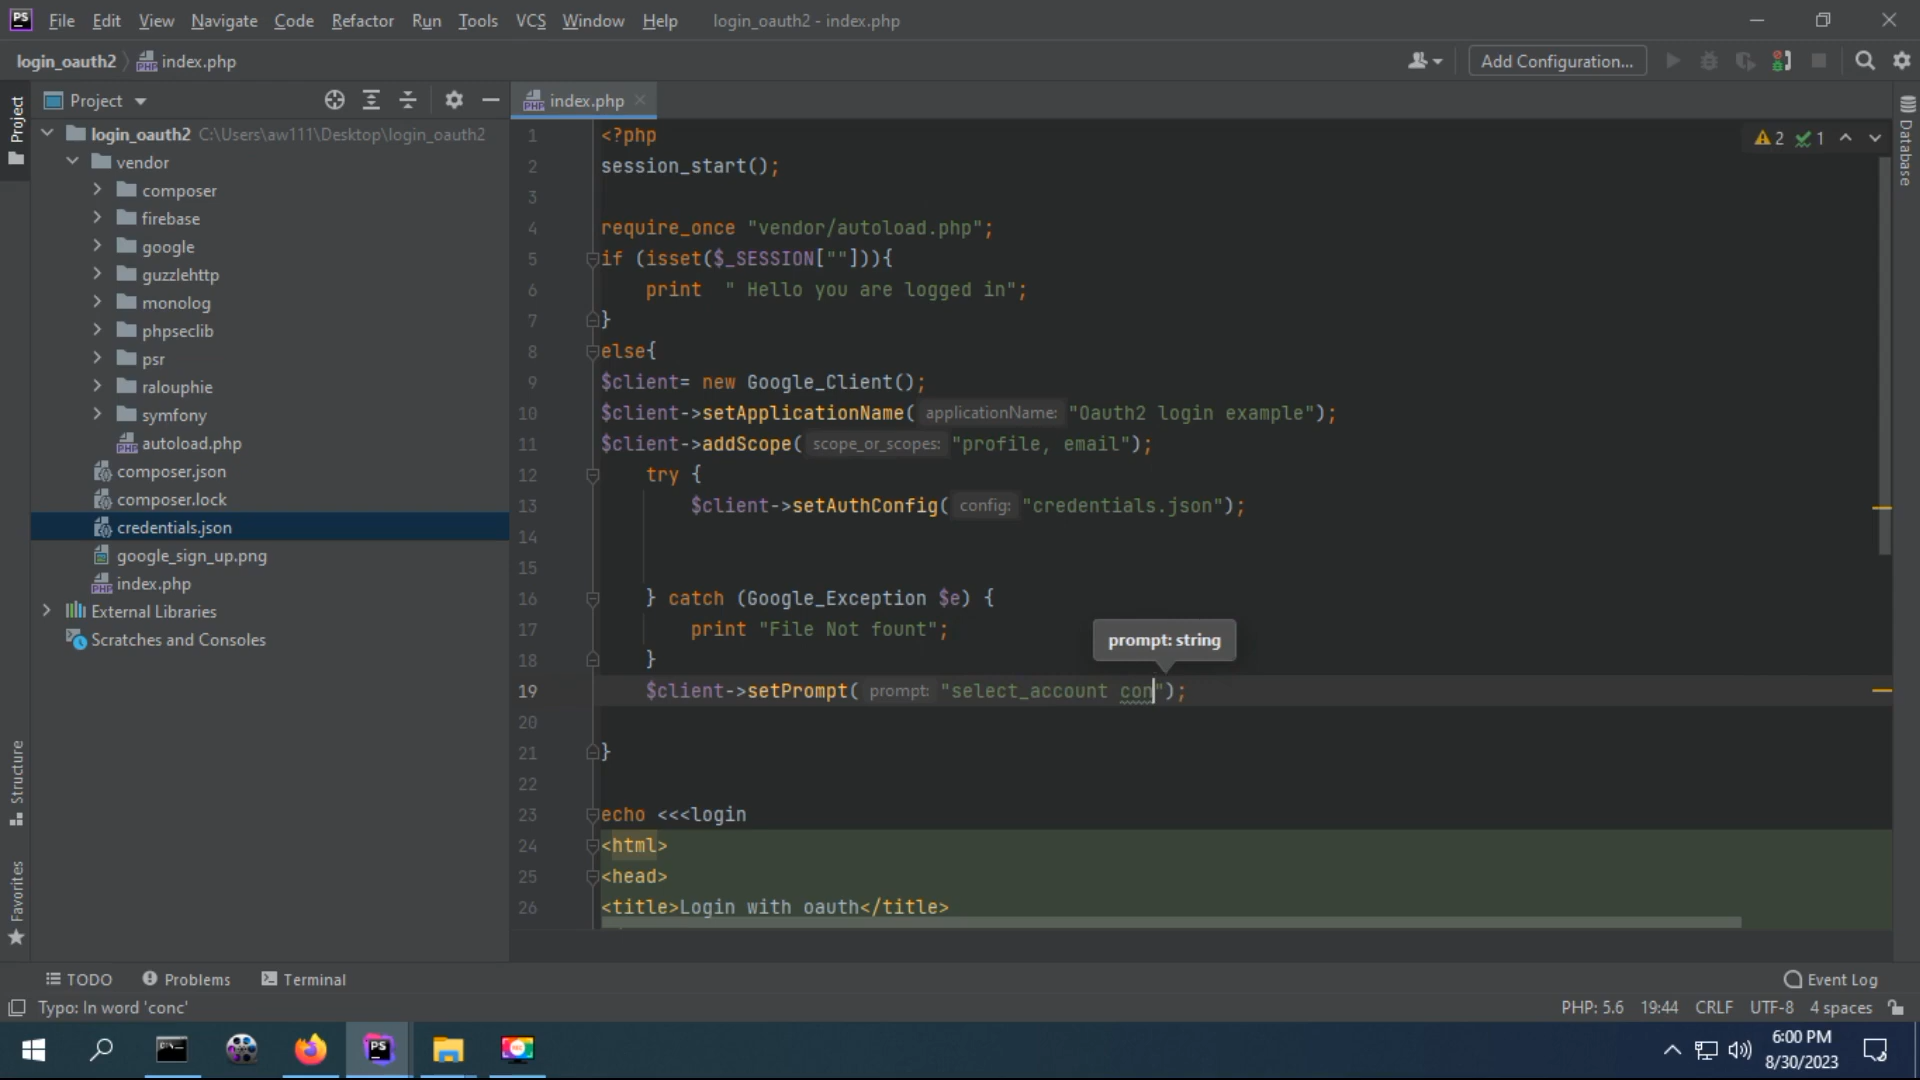 PS File Edit View Navigate Code Refactor Run Tools VCS Window Help login_oauth2 - index.php
login_oauth2 index.php Add Configuration...
Project
Project
index.php
login_oauth2 C:\Users\aw111\Desktop\login_oauth2
vendor
composer
firebase
google
guzzlehttp
monolog
phpseclib
psr
ralouphie
symfony
autoload.php
composer.json
composer.lock
credentials.json
google_sign_up.png
index.php
External Libraries
Scratches and Consoles
Structure
Favorites
1 <?php
2 session_start();
3
4 require_once "vendor/autoload.php";
5 if (isset($_SESSION[""])){
6 print  " Hello you are logged in";
7 }
8 else{
9 $client= new Google_Client();
10 $client->setApplicationName( applicationName: "Oauth2 login example");
11 $client->addScope( scope_or_scopes: "profile, email");
12 try {
13 $client->setAuthConfig( config: "credentials.json");
14
15
16 } catch (Google_Exception $e) {
17 print "File Not fount";
prompt: string
18 }
19 $client->setPrompt( prompt: "select_account con");
20
21 }
22
23 echo <<<login
24 <html>
25 <head>
26 <title>Login with oauth</title>
2 1
Database
TODO Problems Terminal Event Log
Typo: In word 'conc' PHP: 5.6 19:44 CRLF UTF-8 4 spaces
PS
6:00 PM
8/30/2023